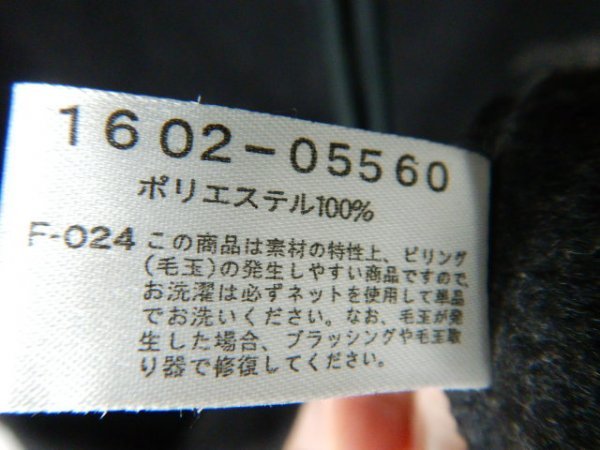 1602-05560
ポリエステル100%
F-024 この商品は素材の特性上、ピリング
(毛玉)の発生しやすい商品ですので、
お洗濯は必ずネットを使用して単品
でお洗いください。なお、毛玉が発
生した場合、ブラッシングや毛玉取
り器で修復してください。